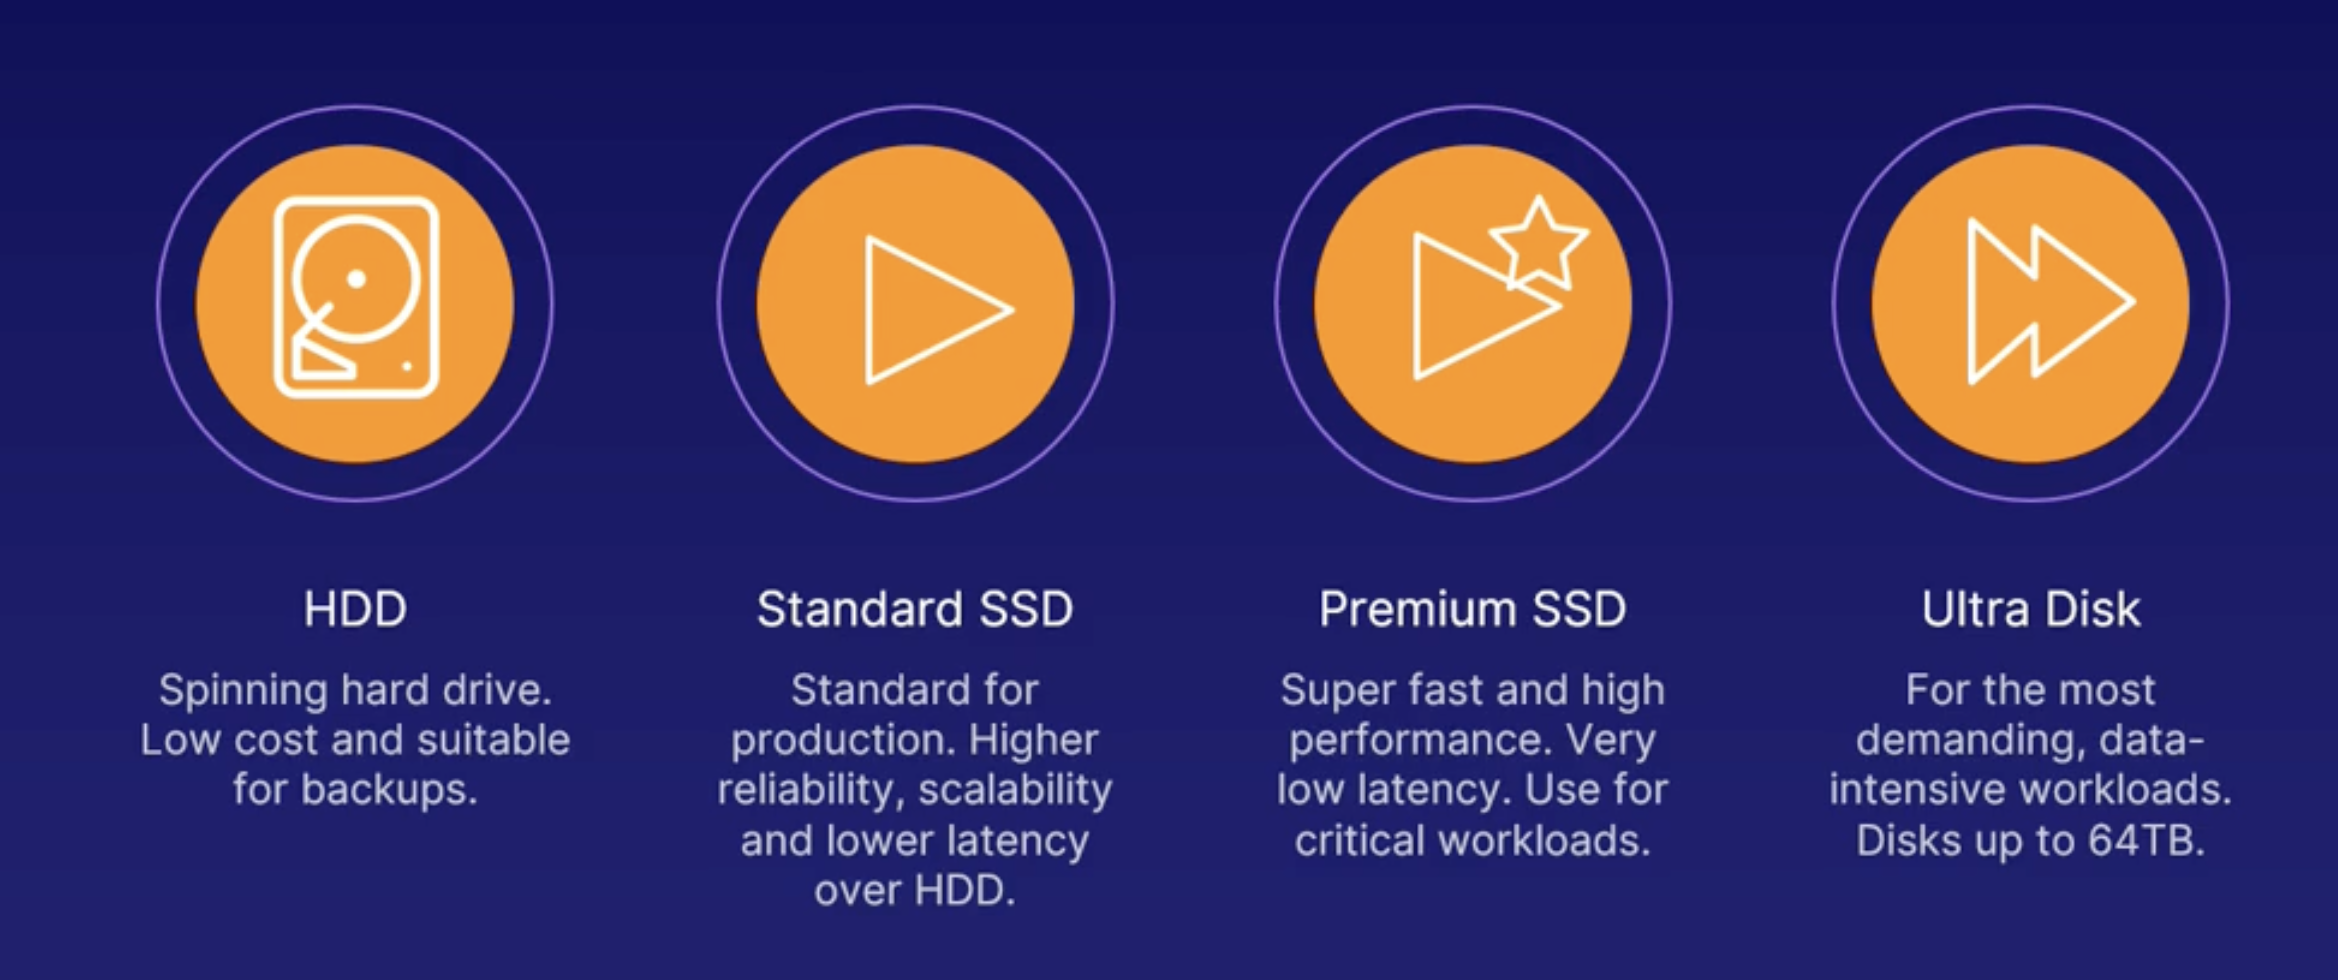 HDD
Spinning hard drive.
Low cost and suitable
for backups.
Standard SSD
Standard for
production. Higher
reliability, scalability
and lower latency
over HDD.
Premium SSD
Super fast and high
performance. Very
low latency. Use for
critical workloads.
Ultra Disk
For the most
demanding, data-
intensive workloads.
Disks up to 64TB.